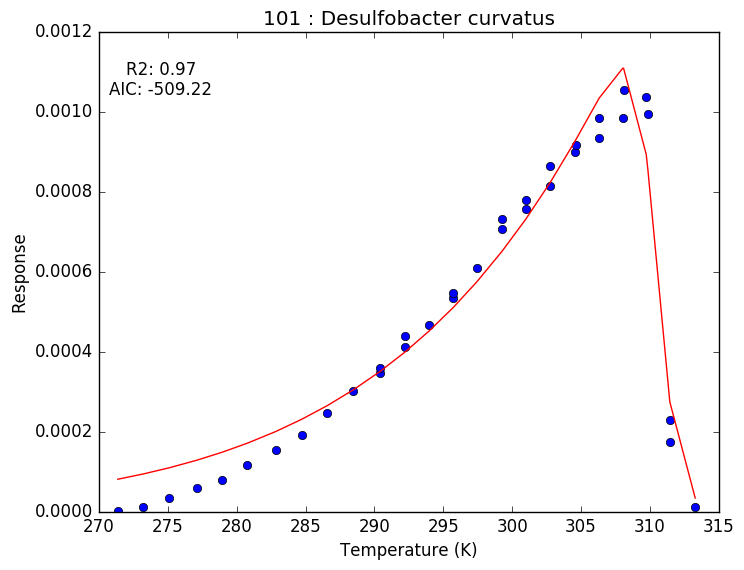 101 : Desulfobacter curvatus
R2: 0.97
AIC: -509.22
0.0012
0.0010
0.0008
0.0006
0.0004
0.0002
0.0000
Response
270 275 280 285 290 295 300 305 310 315
Temperature (K)